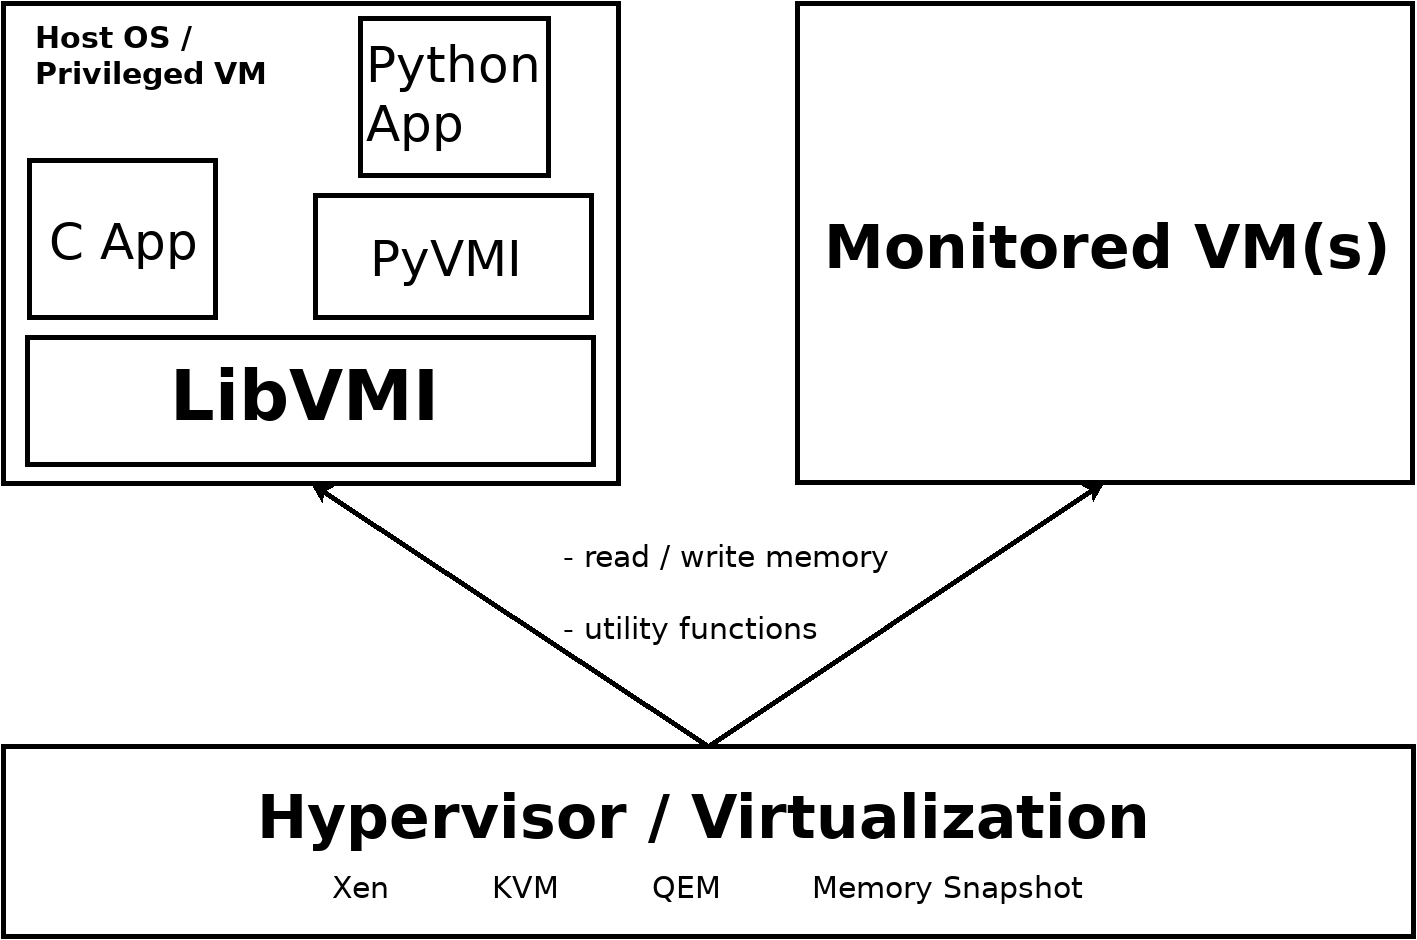 Host OS /
Privileged VM
Python
App
C App
PyVMI
LibVMI
Monitored VM(s)
- read / write memory
- utility functions
Hypervisor / Virtualization
Xen KVM QEM Memory Snapshot